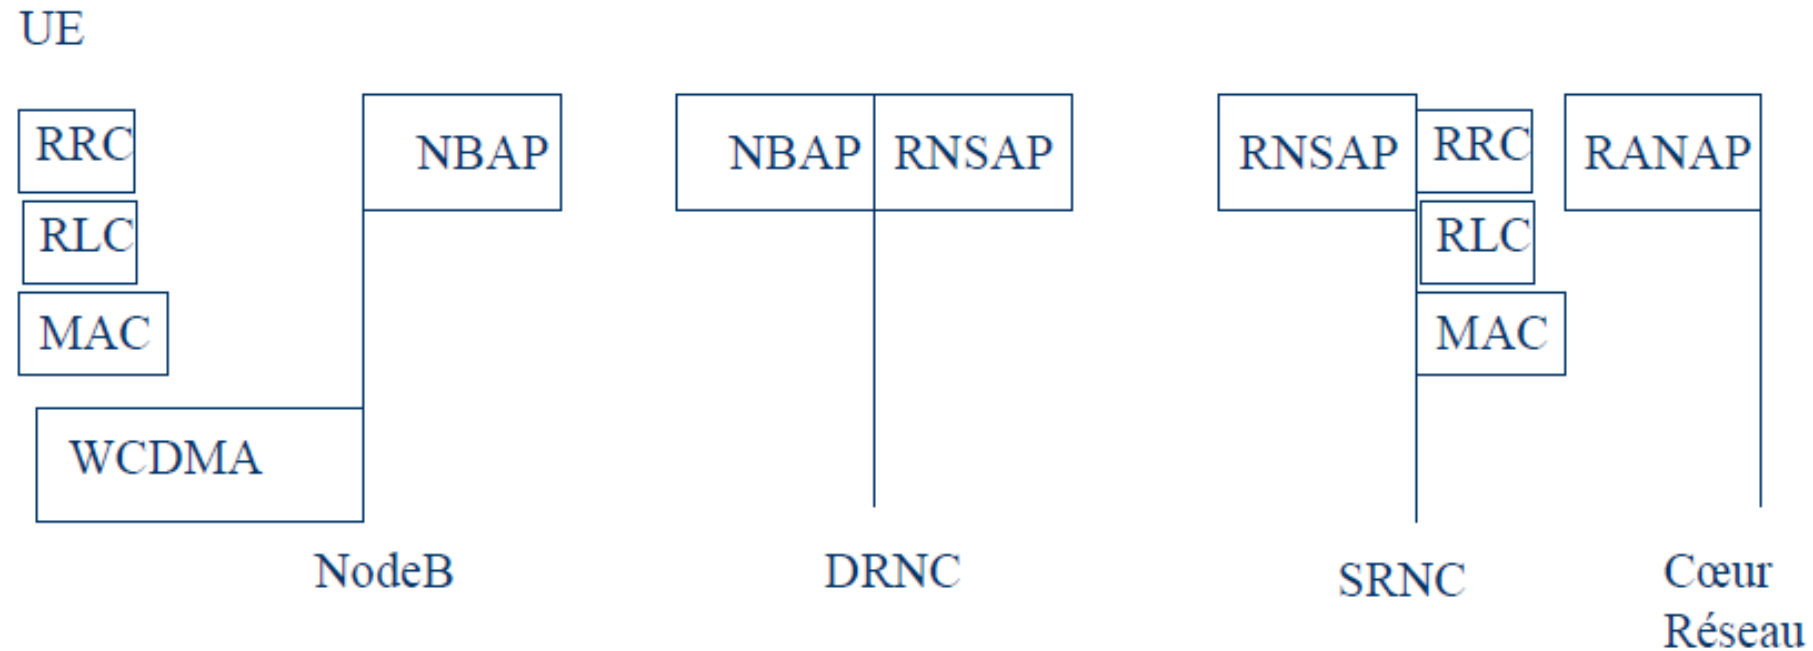 UE
RRC
NBAP
NBAP
RNSAP
RNSAP
RRC
RANAP
RLC
RLC
MAC
MAC
WCDMA
NodeB
DRNC
SRNC
Cœur
Réseau